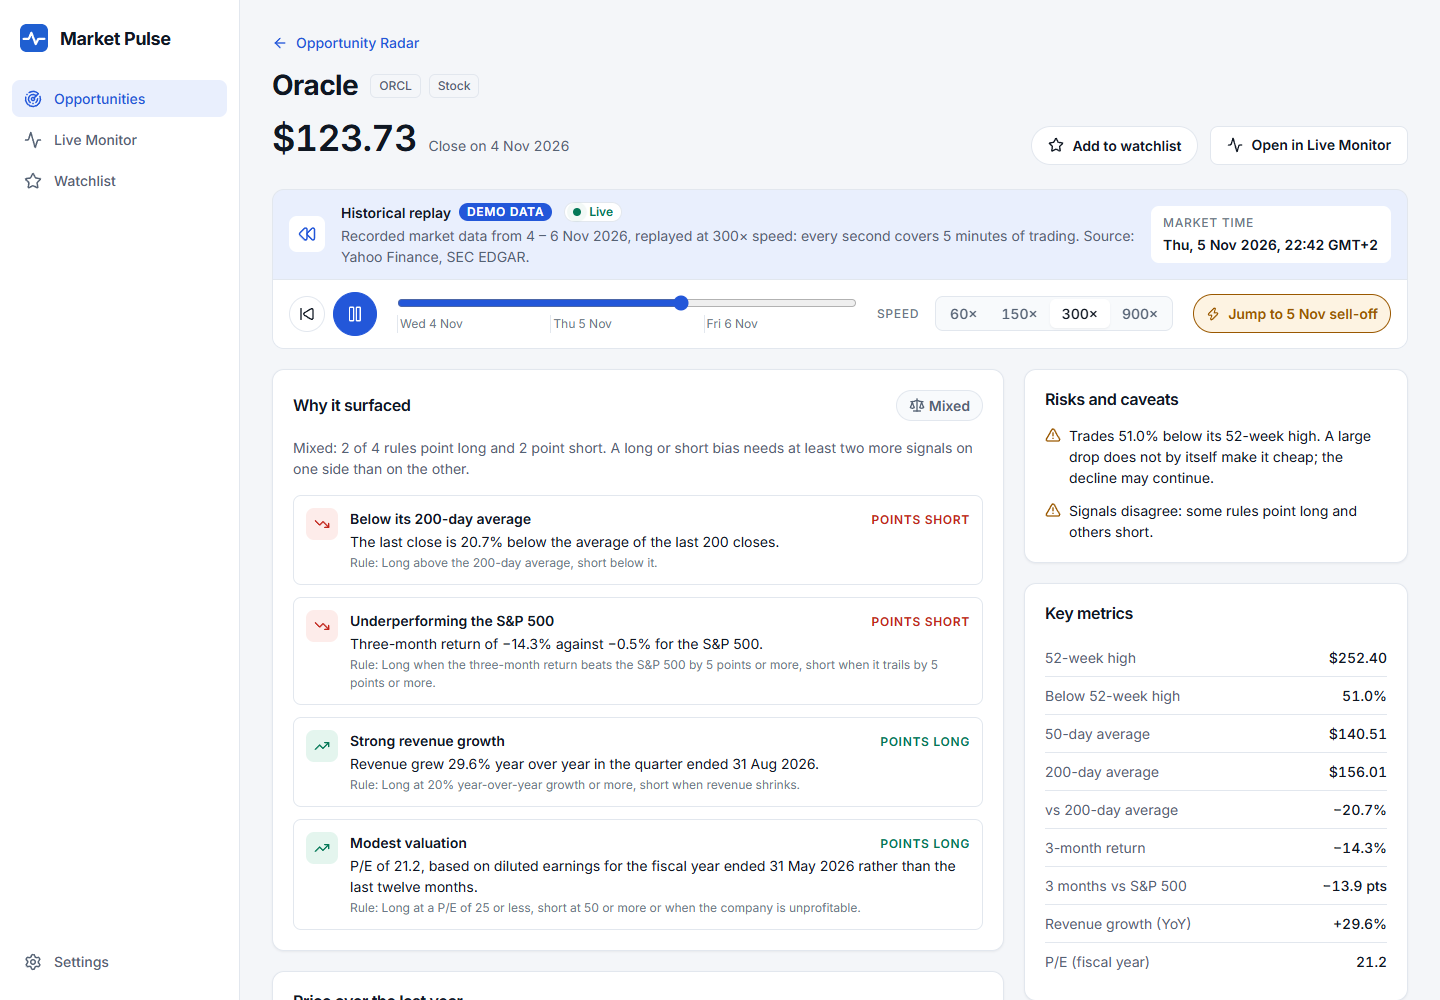 Market Pulse
Opportunities
Live Monitor
Watchlist
Settings
Opportunity Radar
Oracle ORCL Stock
$123.73 Close on 4 Nov 2026
Add to watchlist
Open in Live Monitor
Historical replay DEMO DATA Live
Recorded market data from 4 – 6 Nov 2026, replayed at 300× speed: every second covers 5 minutes of trading. Source:
Yahoo Finance, SEC EDGAR.
MARKET TIME
Thu, 5 Nov 2026, 22:42 GMT+2
Wed 4 Nov Thu 5 Nov Fri 6 Nov
SPEED 60× 150× 300× 900×
Jump to 5 Nov sell-off
Why it surfaced
Mixed
Mixed: 2 of 4 rules point long and 2 point short. A long or short bias needs at least two more signals on
one side than on the other.
Below its 200-day average POINTS SHORT
The last close is 20.7% below the average of the last 200 closes.
Rule: Long above the 200-day average, short below it.
Underperforming the S&P 500 POINTS SHORT
Three-month return of −14.3% against −0.5% for the S&P 500.
Rule: Long when the three-month return beats the S&P 500 by 5 points or more, short when it trails by 5
points or more.
Strong revenue growth POINTS LONG
Revenue grew 29.6% year over year in the quarter ended 31 Aug 2026.
Rule: Long at 20% year-over-year growth or more, short when revenue shrinks.
Modest valuation POINTS LONG
P/E of 21.2, based on diluted earnings for the fiscal year ended 31 May 2026 rather than the
last twelve months.
Rule: Long at a P/E of 25 or less, short at 50 or more or when the company is unprofitable.
Price over the last year
Risks and caveats
Trades 51.0% below its 52-week high. A large
drop does not by itself make it cheap; the
decline may continue.
Signals disagree: some rules point long and
others short.
Key metrics
52-week high $252.40
Below 52-week high 51.0%
50-day average $140.51
200-day average $156.01
vs 200-day average −20.7%
3-month return −14.3%
3 months vs S&P 500 −13.9 pts
Revenue growth (YoY) +29.6%
P/E (fiscal year) 21.2